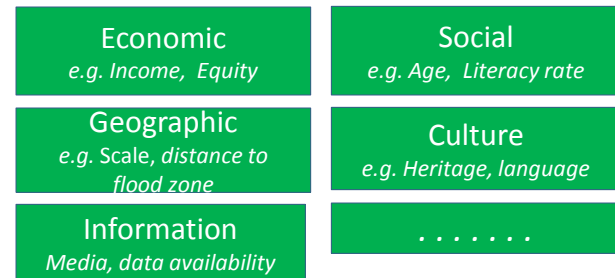 Economic
e.g. Income, Equity
Social
e.g. Age, Literacy rate
Geographic
e.g. Scale, distance to
flood zone
Culture
e.g. Heritage, language
Information
Media, data availability
. . . . . . .